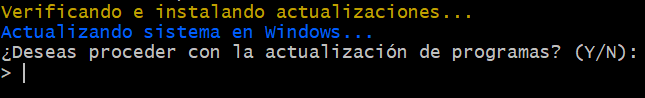 Verificando e instalando actualizaciones...
Actualizando sistema en Windows...
¿Deseas proceder con la actualización de programas? (Y/N):
>